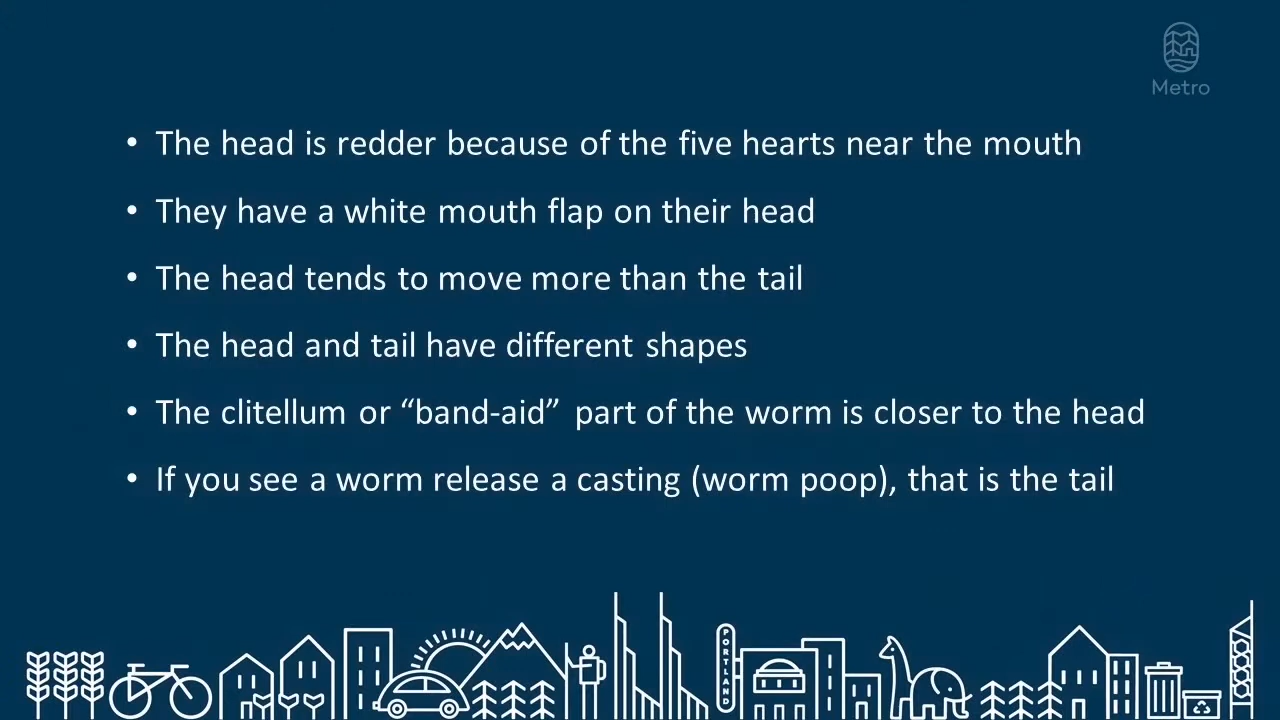 Metro
• The head is redder because of the five hearts near the mouth
• They have a white mouth flap on their head
• The head tends to move more than the tail
• The head and tail have different shapes
• The clitellum or “band-aid” part of the worm is closer to the head
• If you see a worm release a casting (worm poop), that is the tail
PORTLAND